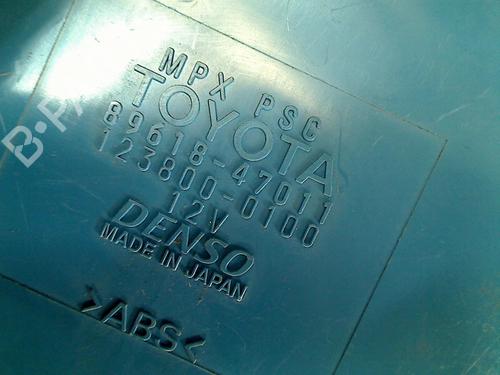 MPX PSC
TOYOTA
89618-47011
123800-0100
12V
DENSO
MADE IN JAPAN
>ABS<
B·P